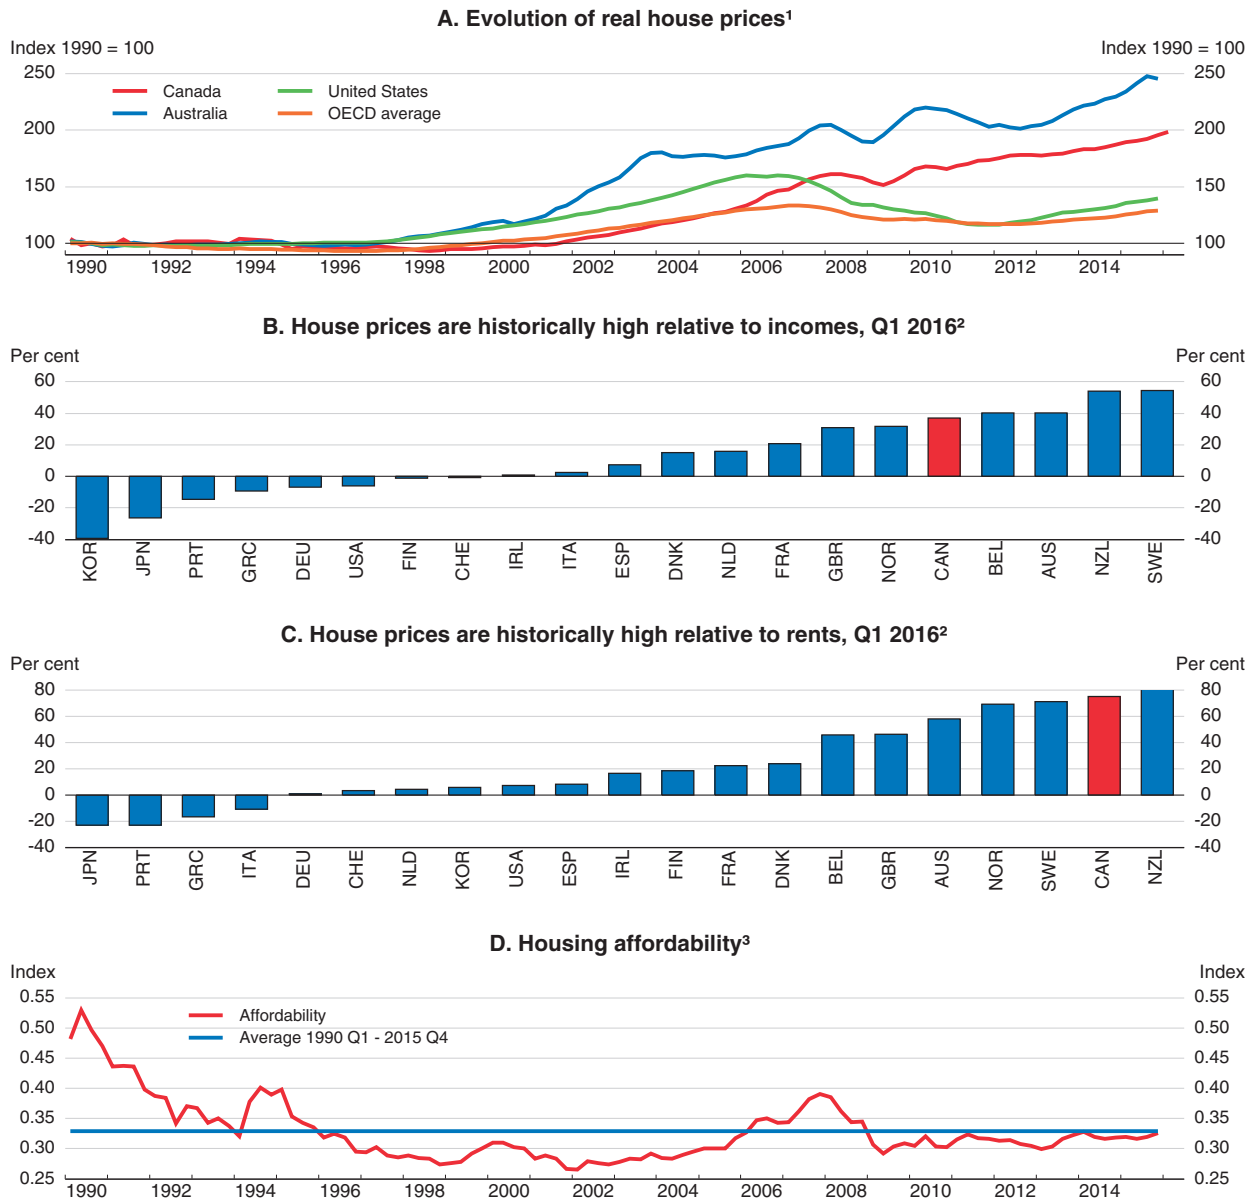 A. Evolution of real house prices¹
Index 1990 = 100 Index 1990 = 100
250 250
Canada United States
Australia OECD average
200 200
150 150
100 100
1990 1992 1994 1996 1998 2000 2002 2004 2006 2008 2010 2012 2014
B. House prices are historically high relative to incomes, Q1 2016²
Per cent Per cent
60 60
40 40
20 20
0 0
-20 -20
-40 -40
KOR JPN PRT GRC DEU USA FIN CHE IRL ITA ESP DNK NLD FRA GBR NOR CAN BEL AUS NZL SWE
C. House prices are historically high relative to rents, Q1 2016²
Per cent Per cent
80 80
60 60
40 40
20 20
0 0
-20 -20
-40 -40
JPN PRT GRC ITA DEU CHE NLD KOR USA ESP IRL FIN FRA DNK BEL GBR AUS NOR SWE CAN NZL
D. Housing affordability³
Index Index
0.55 0.55
Affordability
0.50 0.50
Average 1990 Q1 - 2015 Q4
0.45 0.45
0.40 0.40
0.35 0.35
0.30 0.30
0.25 0.25
1990 1992 1994 1996 1998 2000 2002 2004 2006 2008 2010 2012 2014